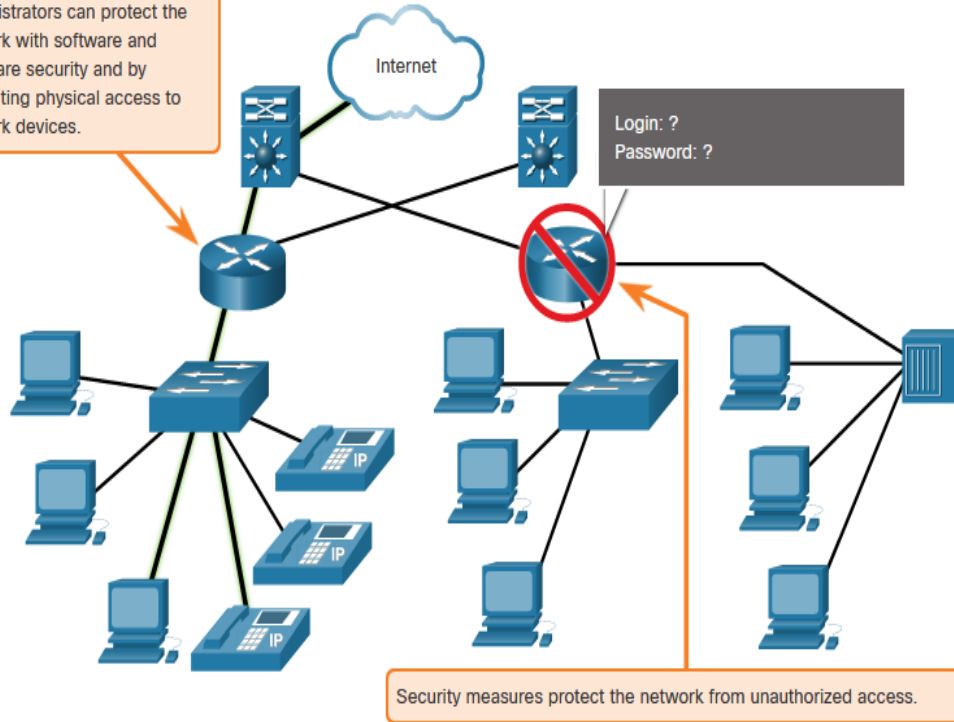 istrators can protect the
rk with software and
are security and by
ting physical access to
rk devices.
Internet
Login: ?
Password: ?
IP
IP
IP
Security measures protect the network from unauthorized access.